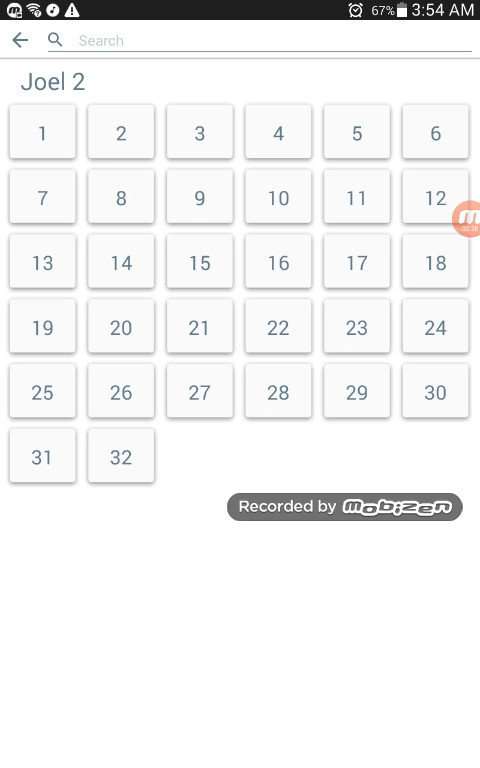 67% 3:54 AM
Search
Joel 2
1 2 3 4 5 6
7 8 9 10 11 12
03:38
13 14 15 16 17 18
19 20 21 22 23 24
25 26 27 28 29 30
31 32
Recorded by mobizen